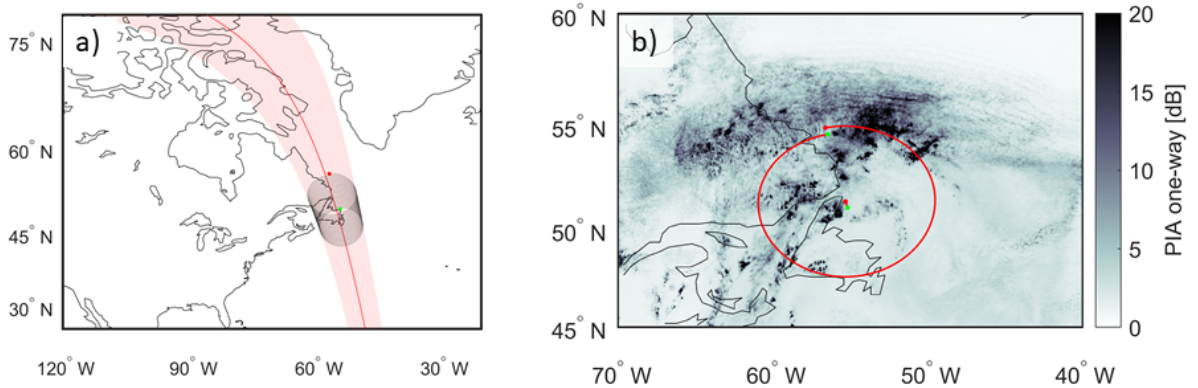 a)
75° N
60° N
45° N
30° N
120° W
90° W
60° W
30° W
b)
60° N
55° N
50° N
45° N
70° W
60° W
50° W
40° W
20
15
10
5
0
PIA one-way [dB]